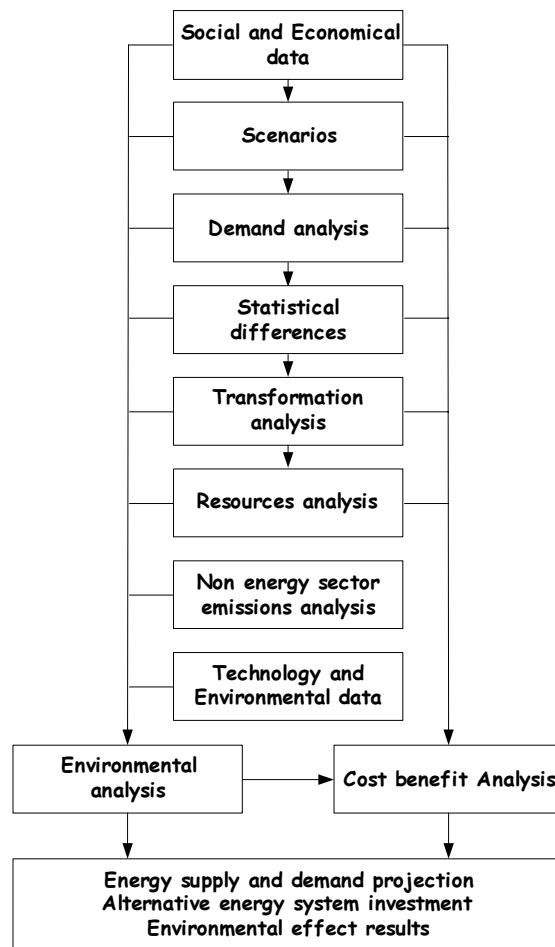 Social and Economical
data
Scenarios
Demand analysis
Statistical
differences
Transformation
analysis
Resources analysis
Non energy sector
emissions analysis
Technology and
Environmental data
Environmental
analysis
Cost benefit Analysis
Energy supply and demand projection
Alternative energy system investment
Environmental effect results